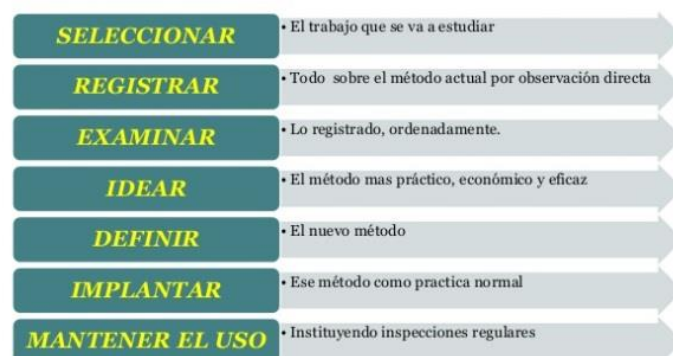 SELECCIONAR
• El trabajo que se va a estudiar
REGISTRAR
• Todo sobre el método actual por observación directa
EXAMINAR
• Lo registrado, ordenadamente.
IDEAR
• El método mas práctico, económico y eficaz
DEFINIR
• El nuevo método
IMPLANTAR
• Ese método como practica normal
MANTENER EL USO
• Instituyendo inspecciones regulares